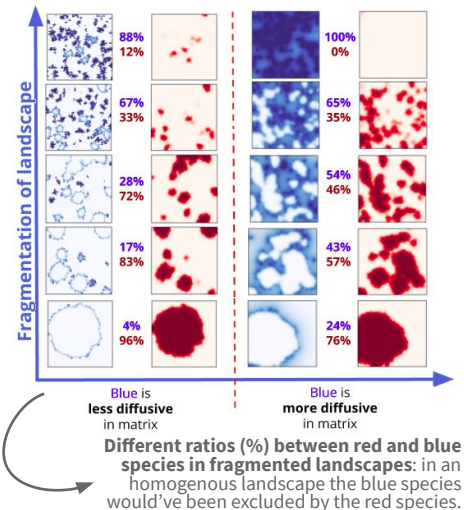 Fragmentation of landscape
88%
12%
100%
0%
67%
33%
65%
35%
28%
72%
54%
46%
17%
83%
43%
57%
4%
96%
24%
76%
Blue is
less diffusive
in matrix
Blue is
more diffusive
in matrix
Different ratios (%) between red and blue
species in fragmented landscapes: in an
homogenous landscape the blue species
would've been excluded by the red species.